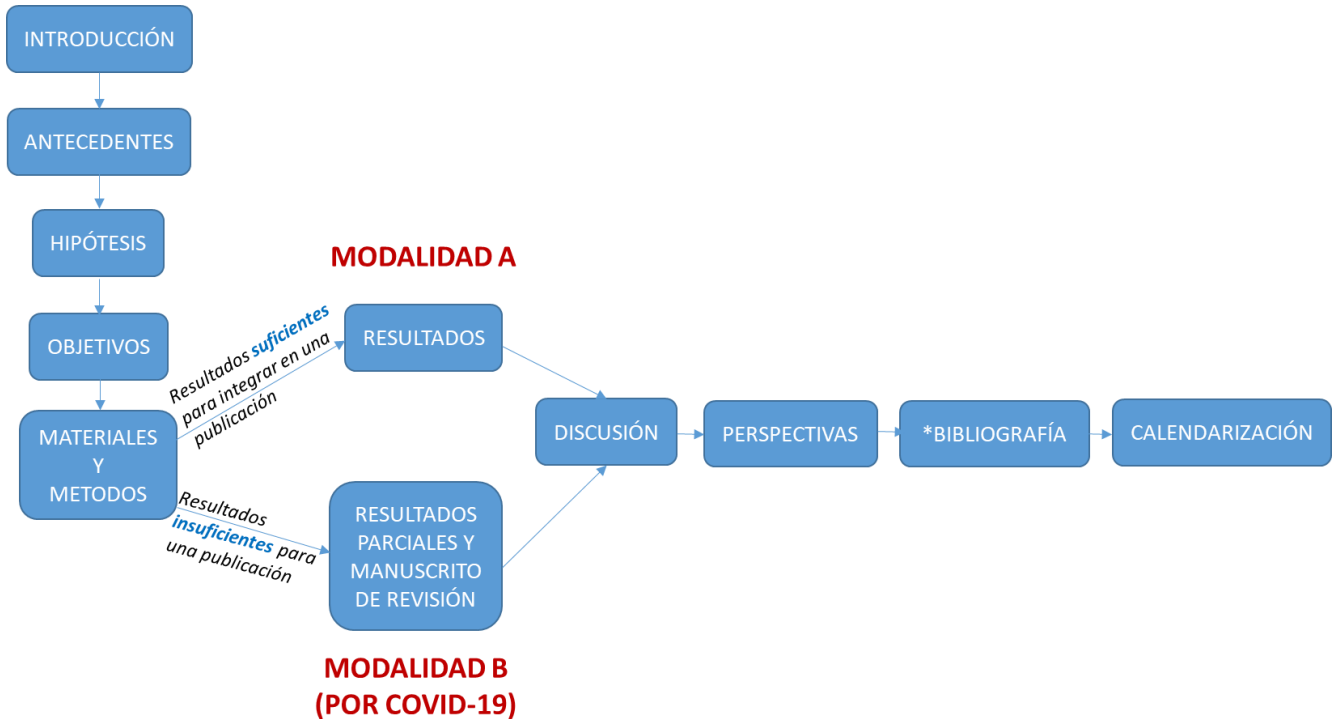 INTRODUCCIÓN
ANTECEDENTES
HIPÓTESIS
OBJETIVOS
MATERIALES
Y
METODOS
Resultados suficientes
para integrar en una
publicación
Resultados
insuficientes para
una publicación
MODALIDAD A
RESULTADOS
RESULTADOS
PARCIALES Y
MANUSCRITO
DE REVISIÓN
MODALIDAD B
(POR COVID-19)
DISCUSIÓN
PERSPECTIVAS
*BIBLIOGRAFÍA
CALENDARIZACIÓN